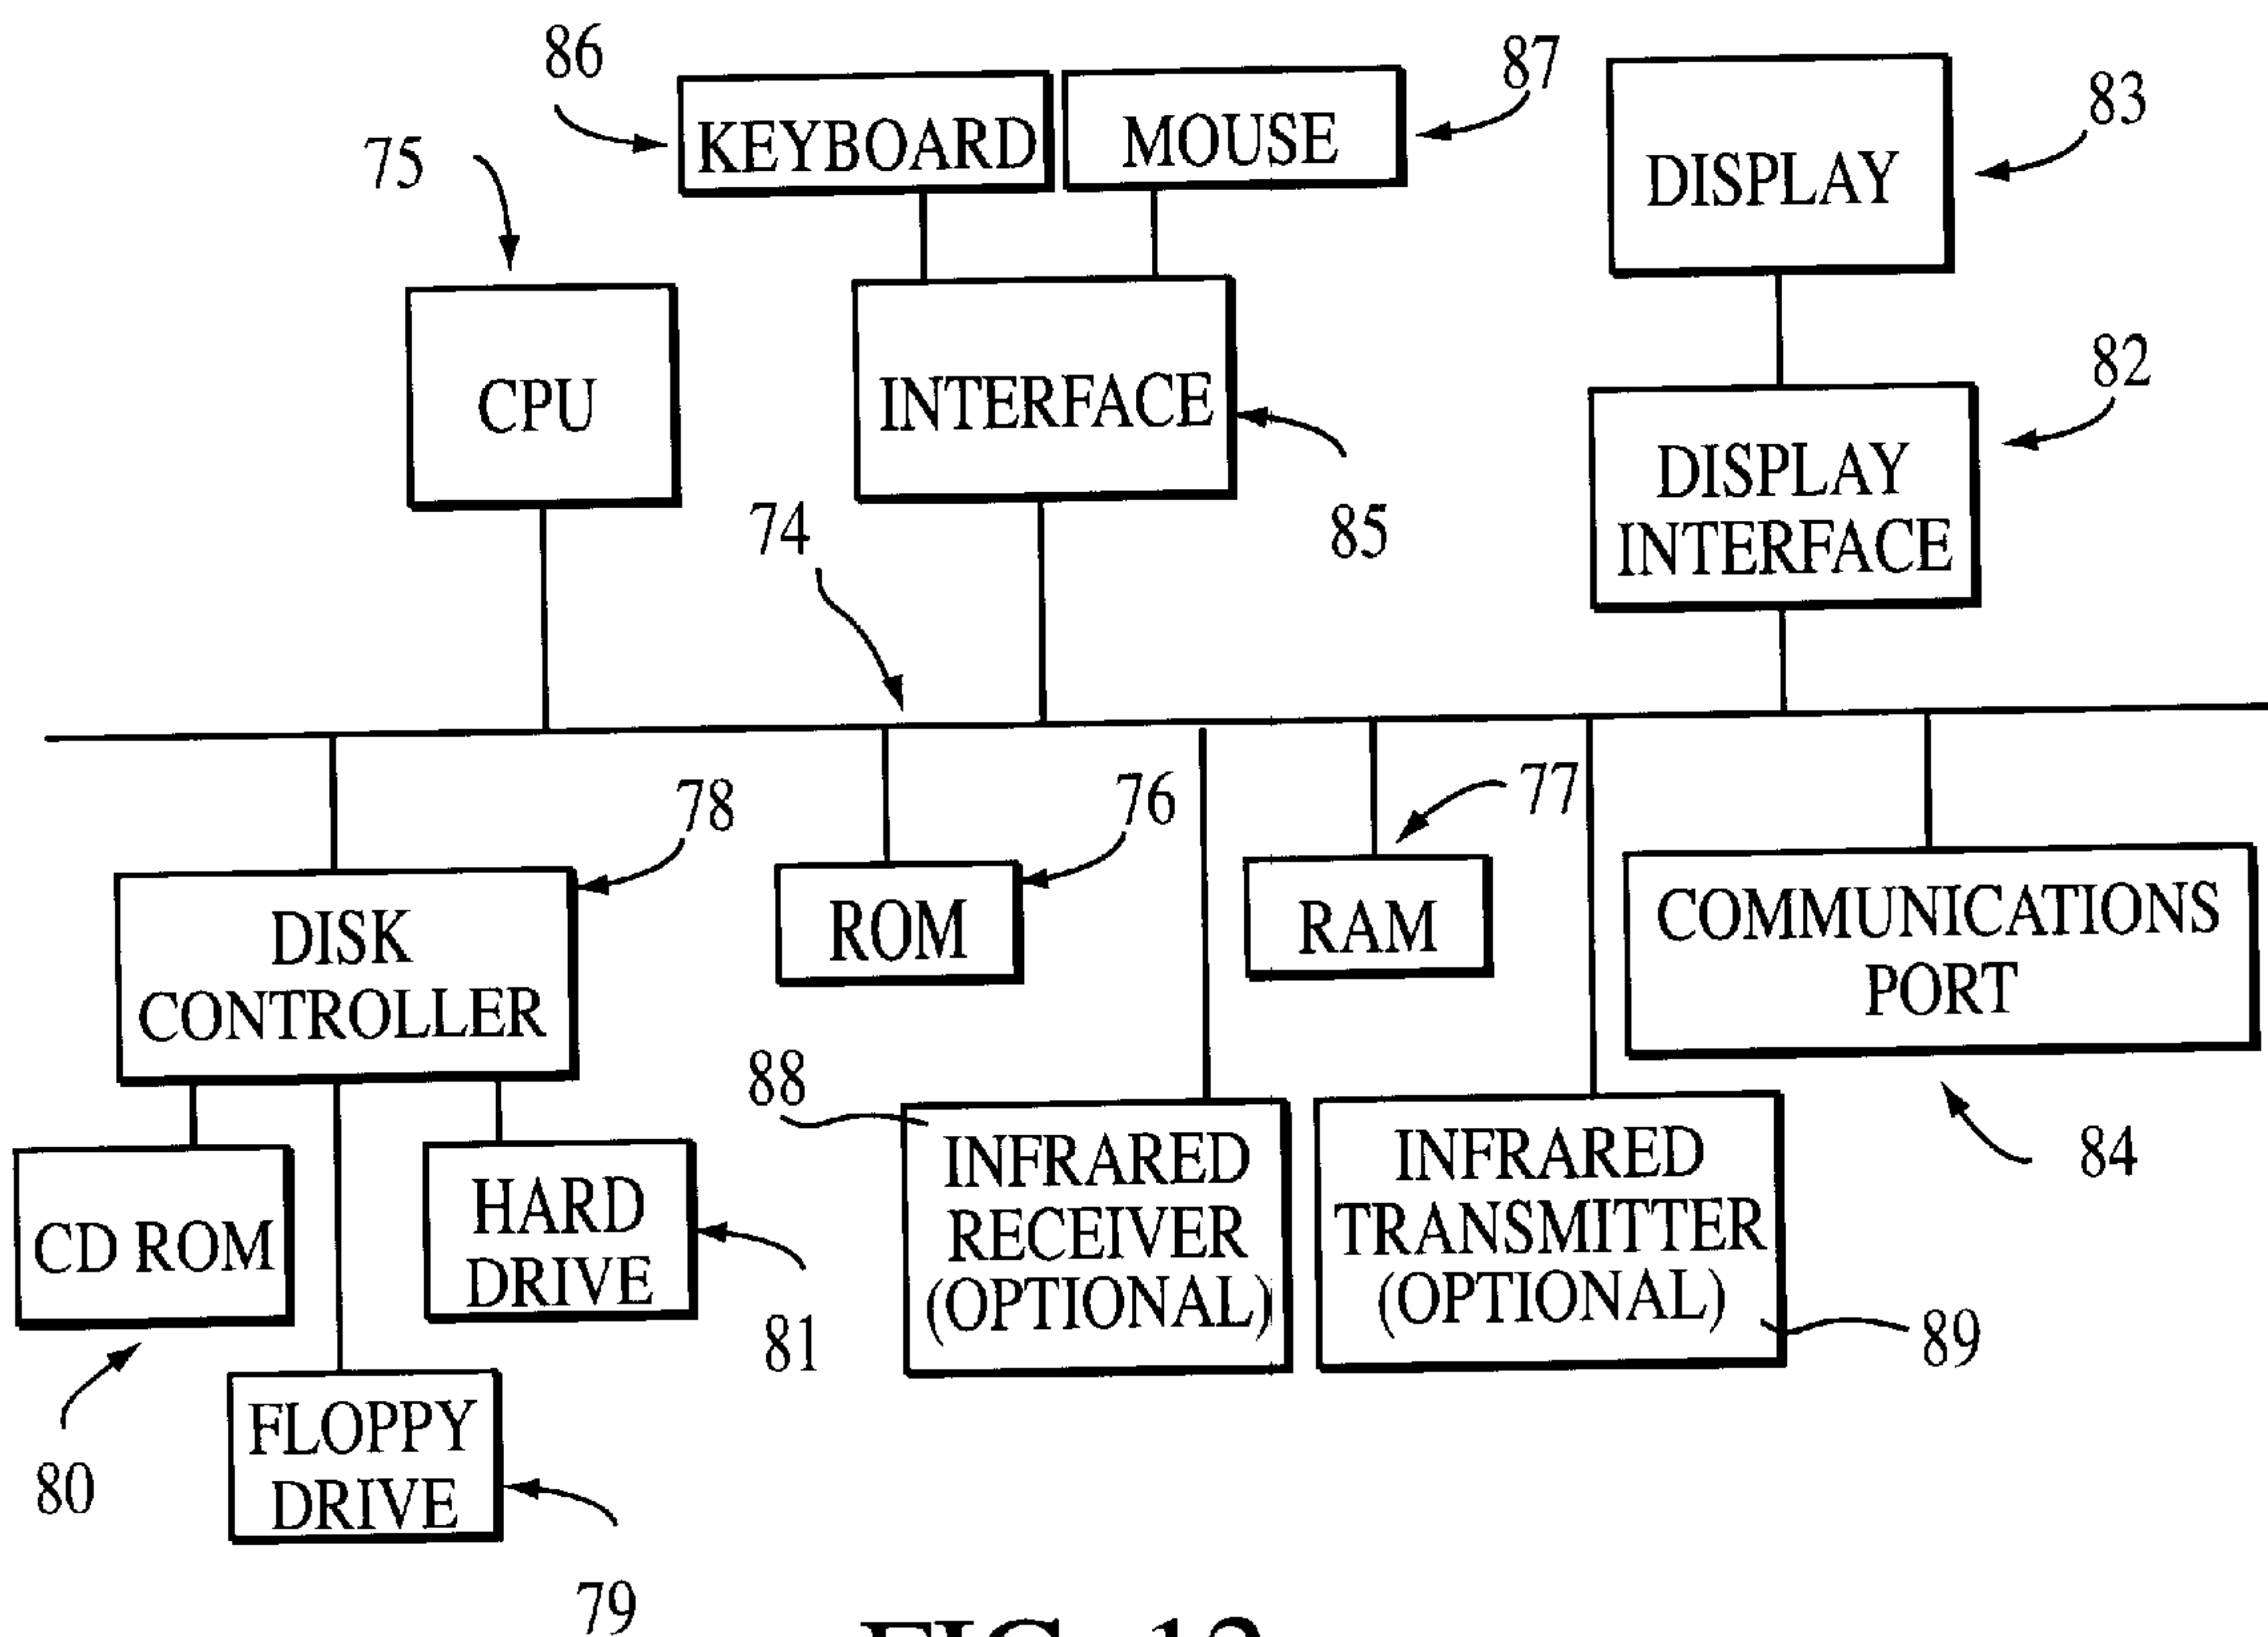 86
KEYBOARD
MOUSE
87
DISPLAY
83
75
CPU
INTERFACE
85
82
DISPLAY
INTERFACE
74
78
76
77
DISK
CONTROLLER
ROM
RAM
COMMUNICATIONS
PORT
84
88
CD ROM
80
HARD
DRIVE
81
INFRARED
RECEIVER
(OPTIONAL)
INFRARED
TRANSMITTER
(OPTIONAL)
89
FLOPPY
DRIVE
79